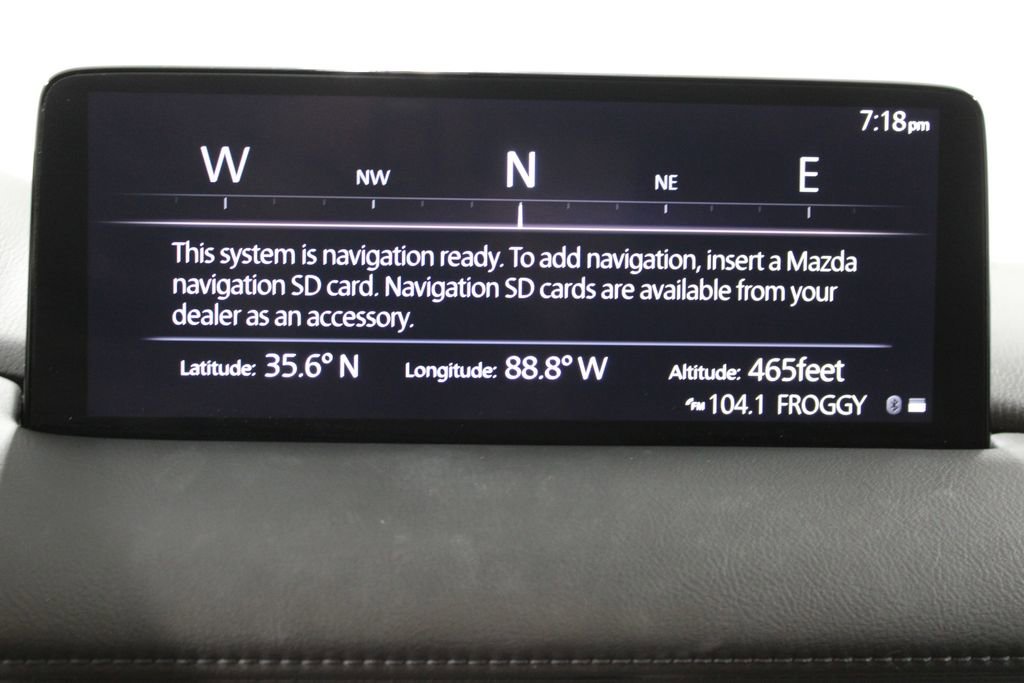 7:18pm
W NW N NE E
This system is navigation ready. To add navigation, insert a Mazda
navigation SD card. Navigation SD cards are available from your
dealer as an accessory.
Latitude: 35.6° N Longitude: 88.8° W Altitude: 465feet
FM 104.1 FROGGY